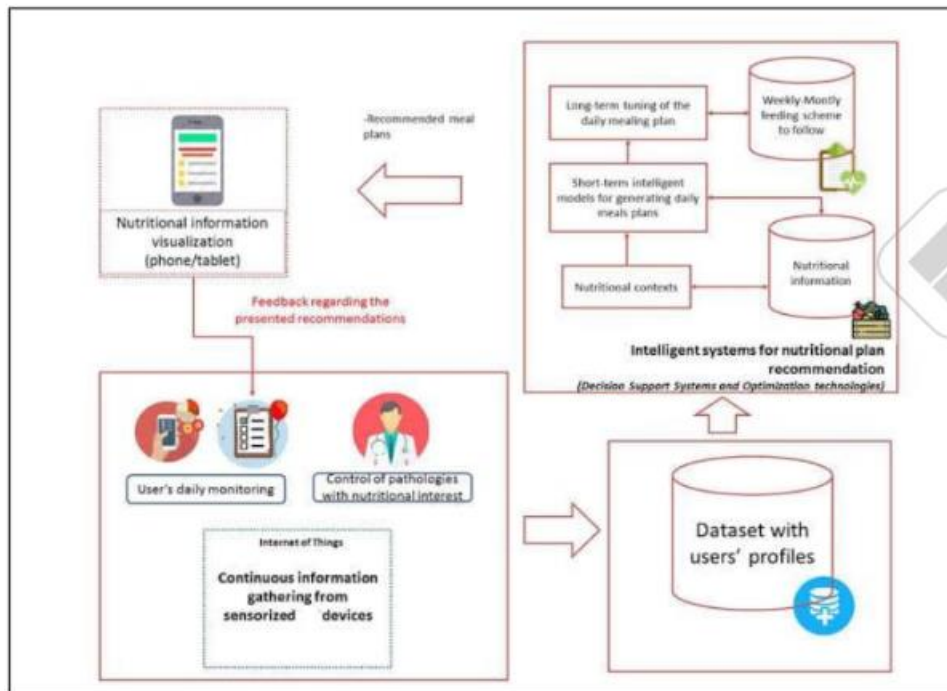 -Recommended meal
plans
Nutritional information
visualization
(phone/tablet)
Feedback regarding the
presented recommendations
Long-term tuning of the
daily mealing plan
Weekly-Montly
feeding scheme
to follow
Short-term intelligent
models for generating daily
meals plans
Nutritional contexts
Nutritional
information
Intelligent systems for nutritional plan
recommendation
(Decision Support Systems and Optimization technologies)
User's daily monitoring
Control of pathologies
with nutritional interest
Internet of Things
Continuous information
gathering from
sensorized devices
Dataset with
users' profiles